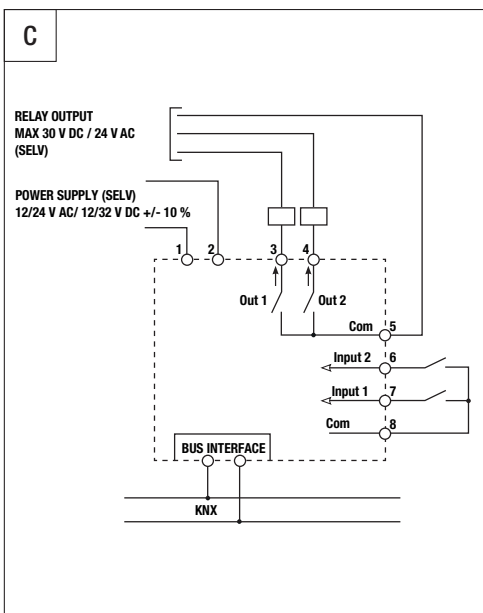 C
RELAY OUTPUT
MAX 30 V DC / 24 V AC
(SELV)
POWER SUPPLY (SELV)
12/24 V AC/ 12/32 V DC +/- 10 %
1 2 3 4
Out 1 Out 2
Com 5
Input 2 6
Input 1 7
Com 8
BUS INTERFACE
KNX